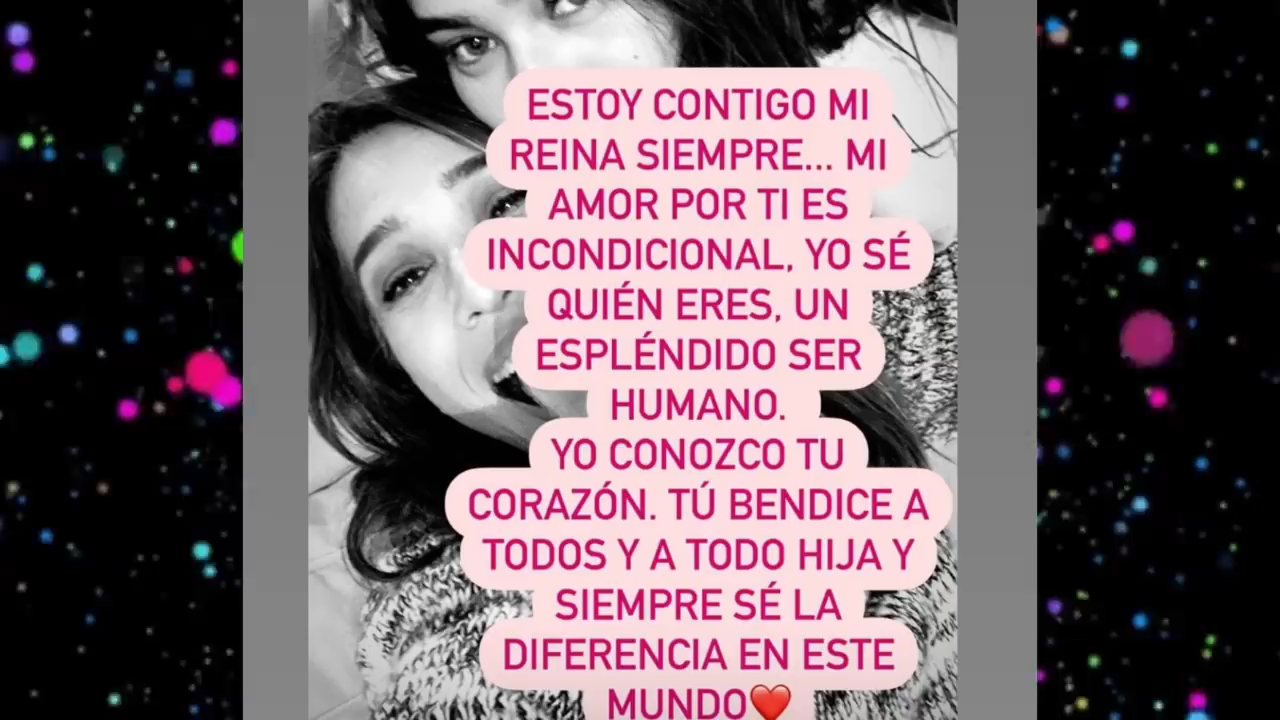 ESTOY CONTIGO MI
REINA SIEMPRE... MI
AMOR POR TI ES
INCONDICIONAL, YO SÉ
QUIÉN ERES, UN
ESPLÉNDIDO SER
HUMANO.
YO CONOZCO TU
CORAZÓN. TÚ BENDICE A
TODOS Y A TODO HIJA Y
SIEMPRE SÉ LA
DIFERENCIA EN ESTE
MUNDO❤️